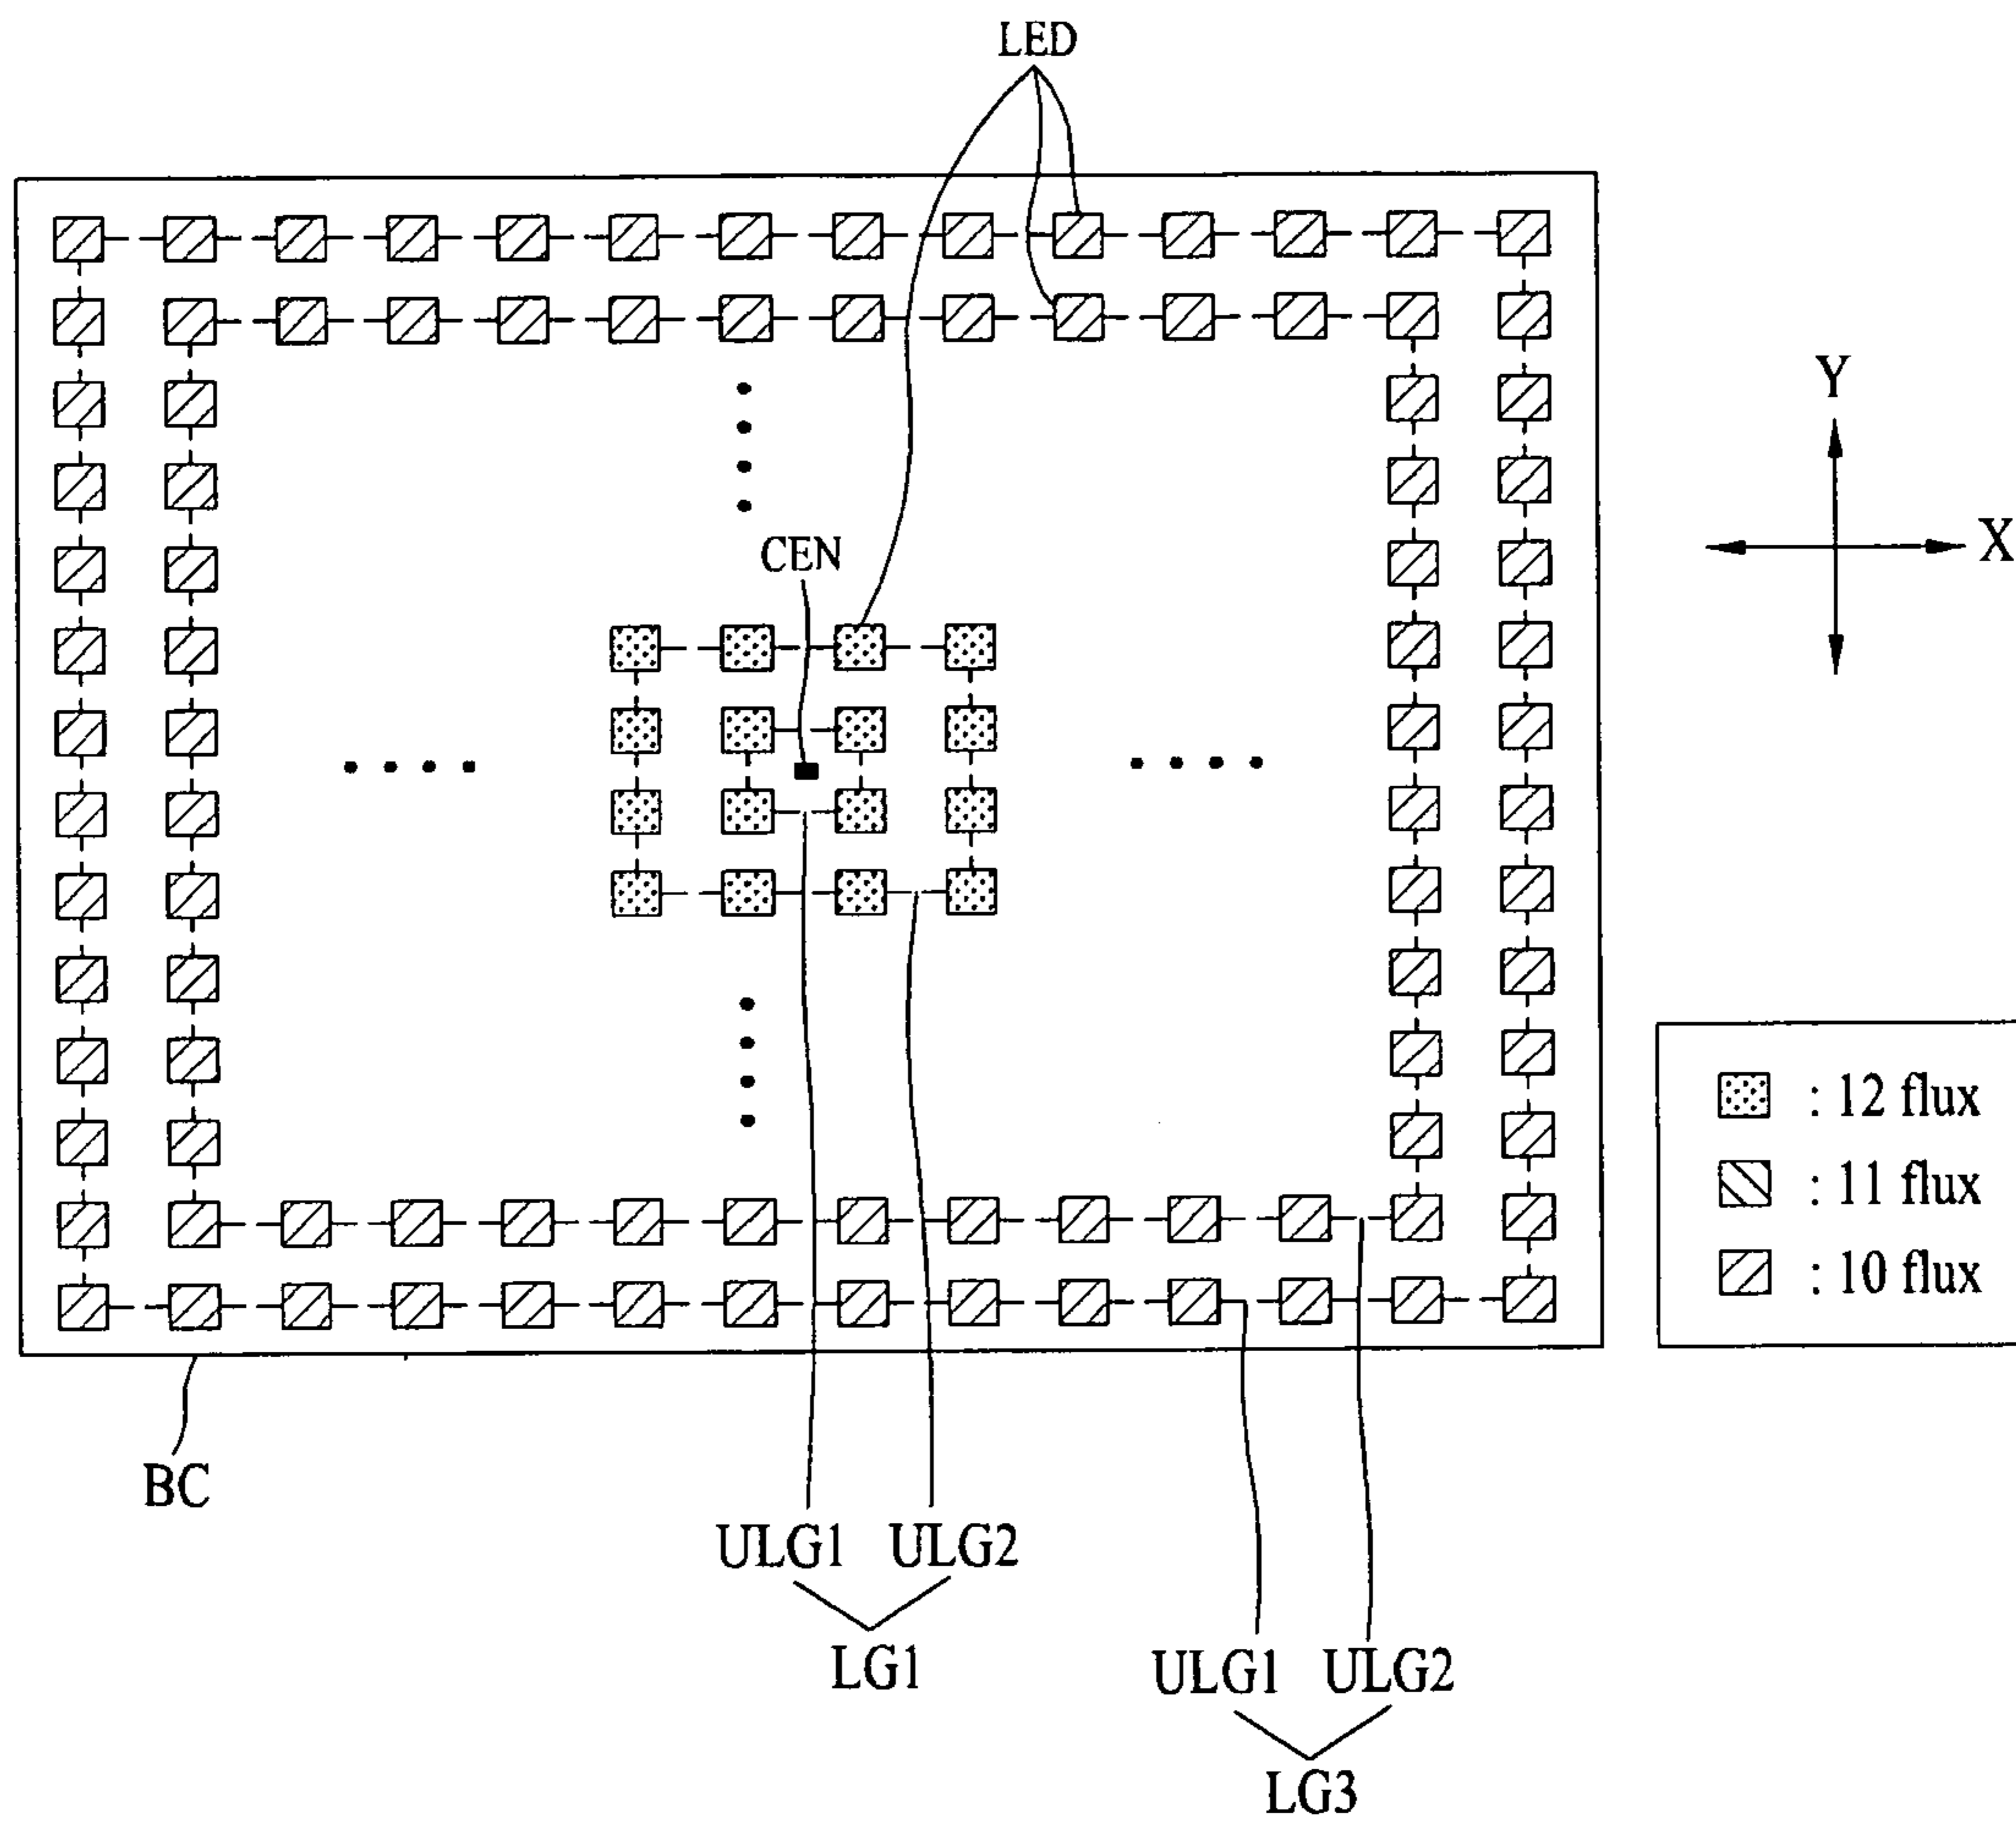 LED
Y
X
CEN
: 12 flux
: 11 flux
: 10 flux
BC
ULG1 ULG2
LG1
ULG1 ULG2
LG3